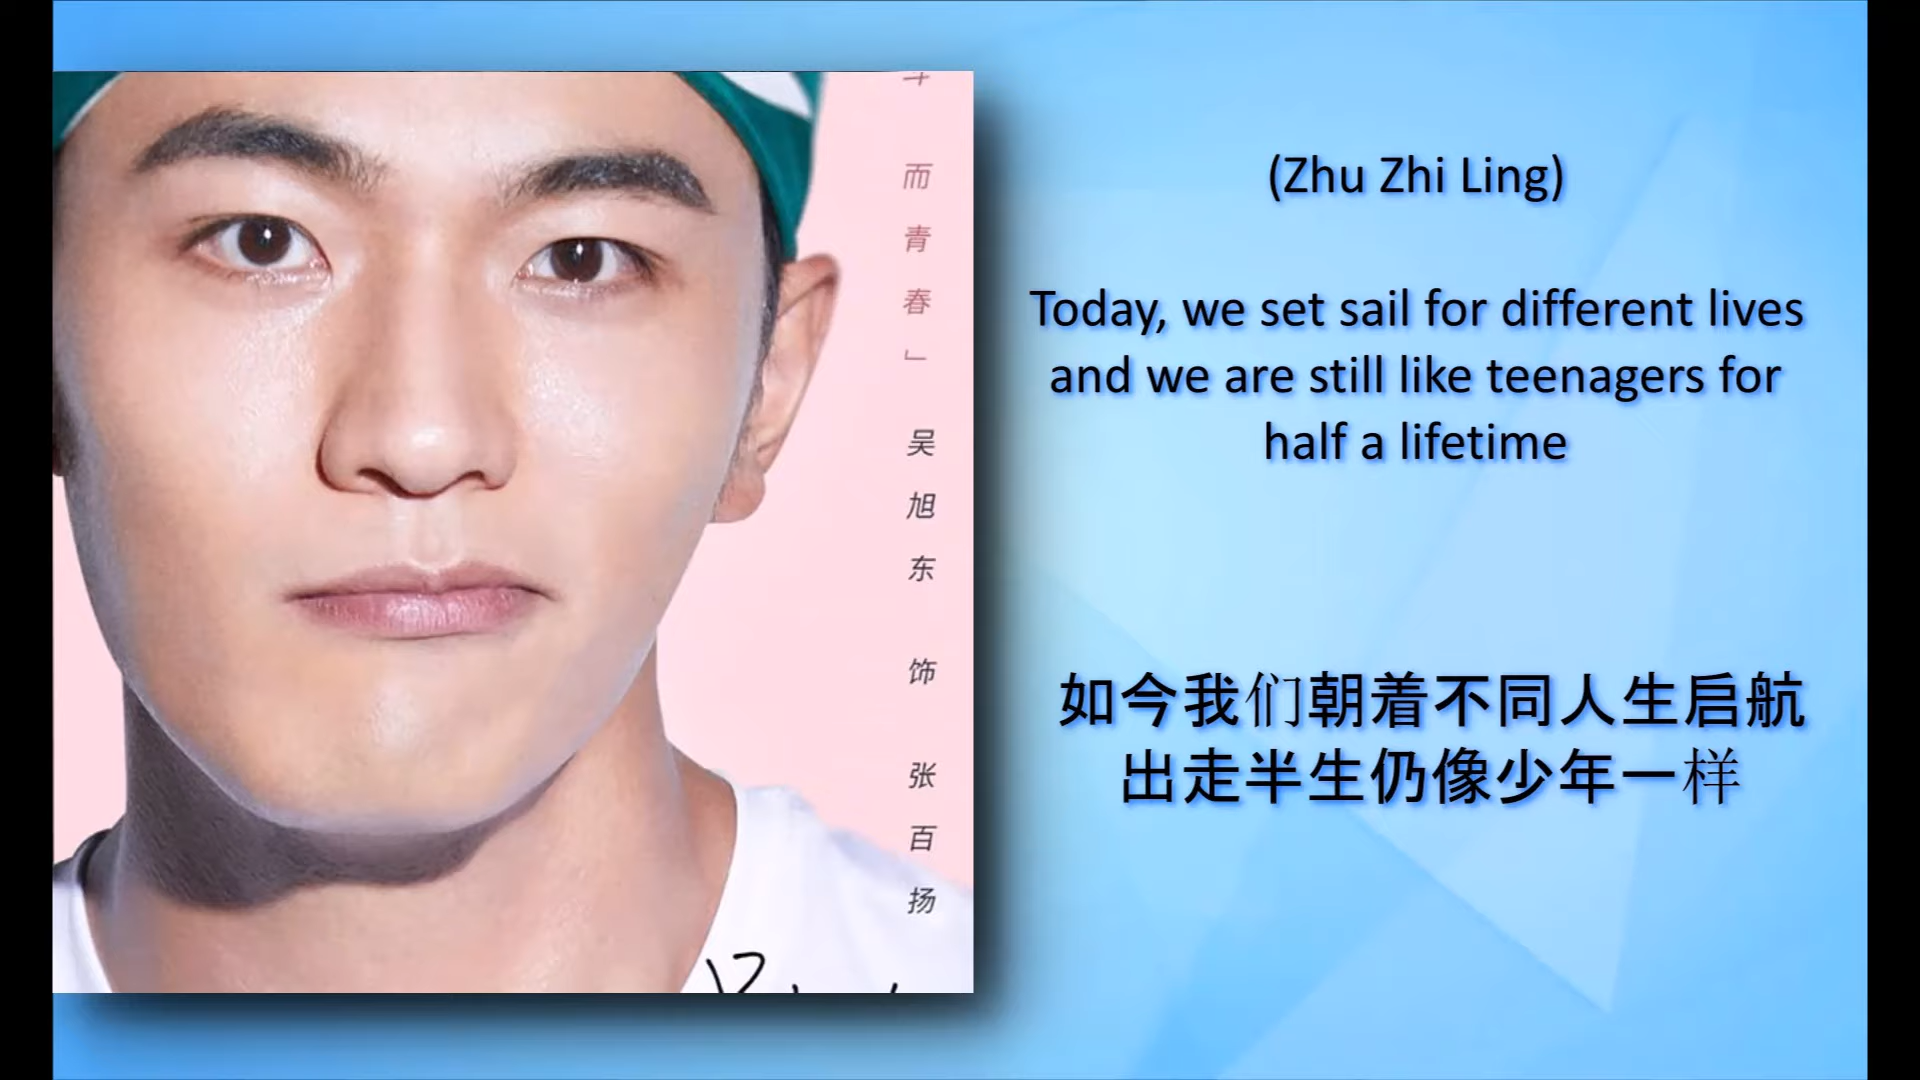 而青春」
吴旭东 饰 张百扬
(Zhu Zhi Ling)
Today, we set sail for different lives
and we are still like teenagers for
half a lifetime
如今我们朝着不同人生启航
出走半生仍像少年一样